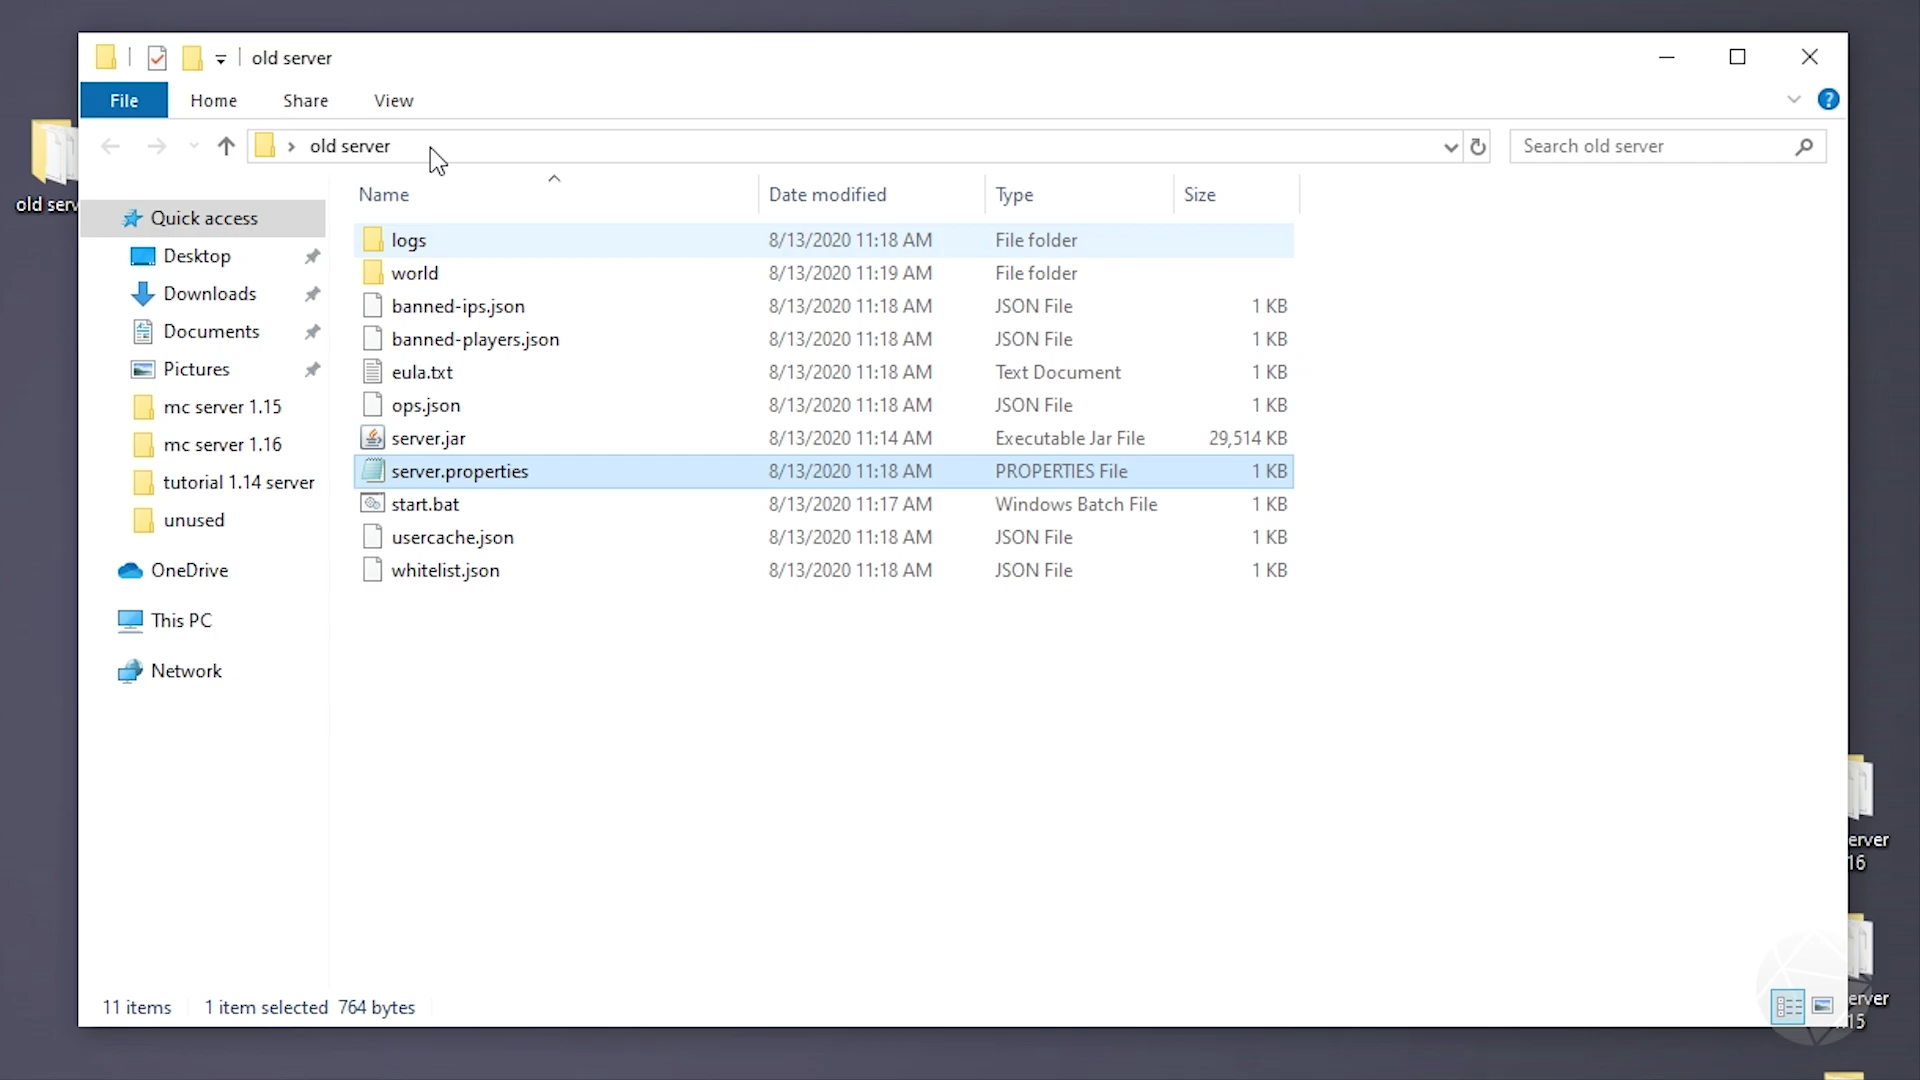 old server
File Home Share View
?
old server
Search old server
Name Date modified Type Size
Quick access
Desktop
Downloads
Documents
Pictures
mc server 1.15
mc server 1.16
tutorial 1.14 server
unused
OneDrive
This PC
Network
logs 8/13/2020 11:18 AM File folder
world 8/13/2020 11:19 AM File folder
banned-ips.json 8/13/2020 11:18 AM JSON File 1 KB
banned-players.json 8/13/2020 11:18 AM JSON File 1 KB
eula.txt 8/13/2020 11:18 AM Text Document 1 KB
ops.json 8/13/2020 11:18 AM JSON File 1 KB
server.jar 8/13/2020 11:14 AM Executable Jar File 29,514 KB
server.properties 8/13/2020 11:18 AM PROPERTIES File 1 KB
start.bat 8/13/2020 11:17 AM Windows Batch File 1 KB
usercache.json 8/13/2020 11:18 AM JSON File 1 KB
whitelist.json 8/13/2020 11:18 AM JSON File 1 KB
11 items 1 item selected 764 bytes
old serv
erver
16
erver
.15